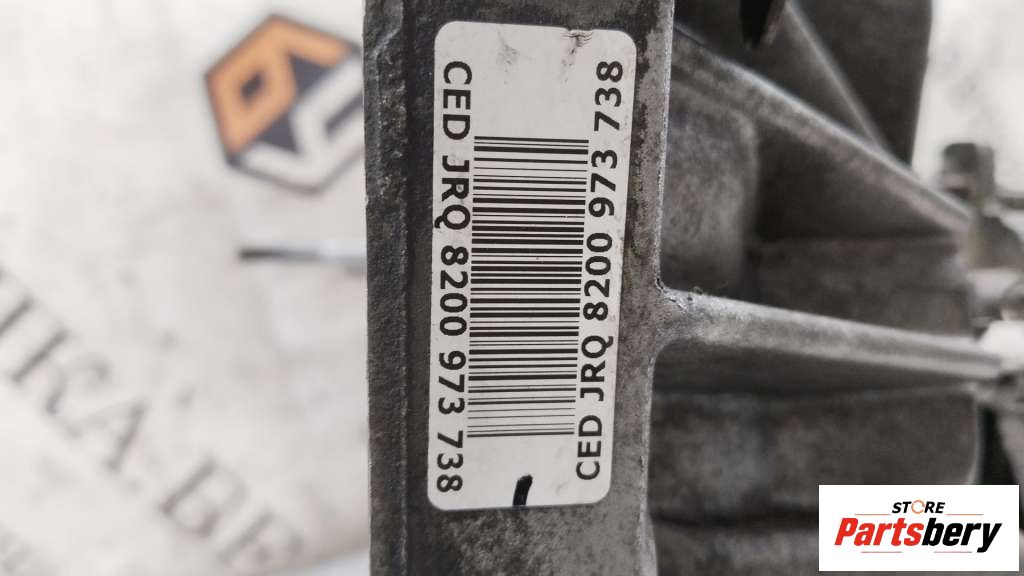 CED JRQ 8200 973 738
CED JRQ 8200 973 738
STORE
Partsbery